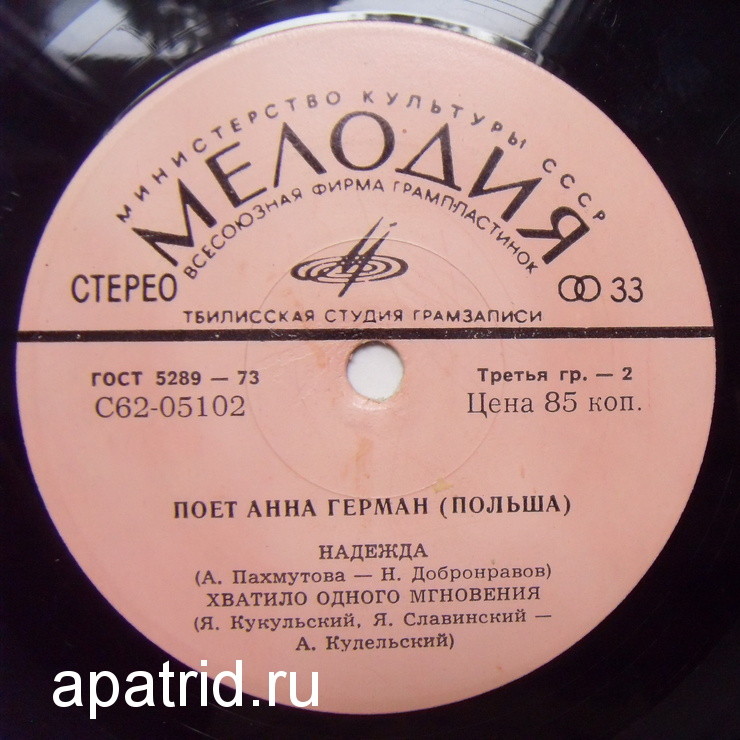 МИНИСТЕРСТВО КУЛЬТУРЫ СССР
МЕЛОДИЯ
ВСЕСОЮЗНАЯ ФИРМА ГРАМПЛАСТИНОК
СТЕРЕО
33
ТБИЛИССКАЯ СТУДИЯ ГРАМЗАПИСИ
ГОСТ 5289 — 73
Третья гр. — 2
С62-05102
Цена 85 коп.
ПОЕТ АННА ГЕРМАН (ПОЛЬША)
НАДЕЖДА
(А. Пахмутова — Н. Добронравов)
ХВАТИЛО ОДНОГО МГНОВЕНИЯ
(Я. Кукульский, Я. Славинский —
А. Кудельский)
apatrid.ru